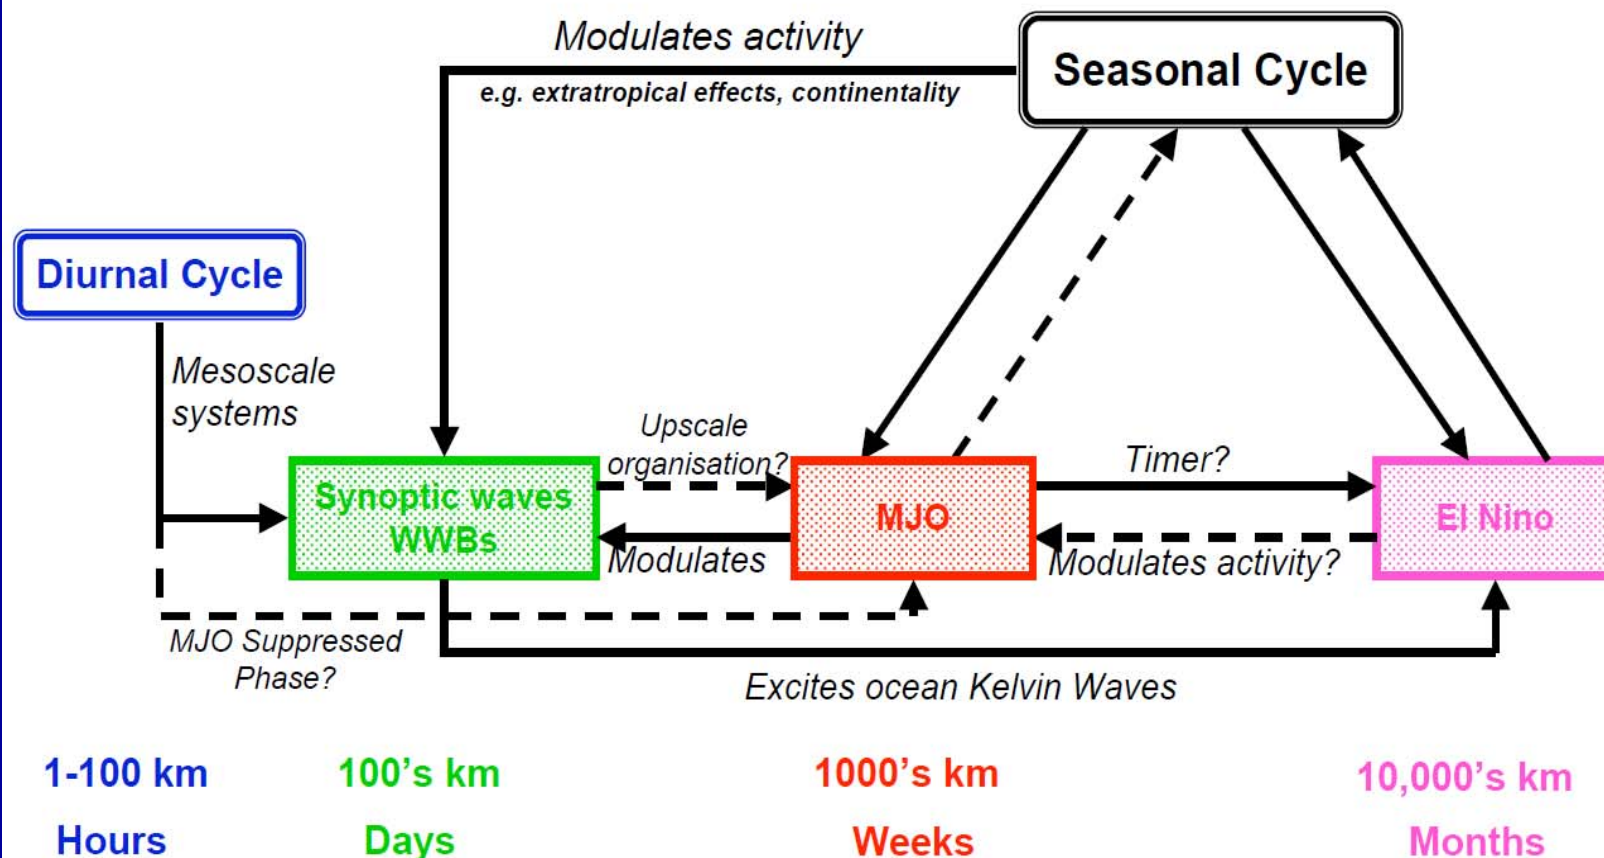 Modulates activity
e.g. extratropical effects, continentality
Seasonal Cycle
Diurnal Cycle
Mesoscale
systems
Upscale
organisation?
Timer?
Synoptic waves
WWBs
MJO
El Nino
Modulates
Modulates activity?
MJO Suppressed
Phase?
Excites ocean Kelvin Waves
1-100 km
100's km
1000's km
10,000's km
Hours
Days
Weeks
Months